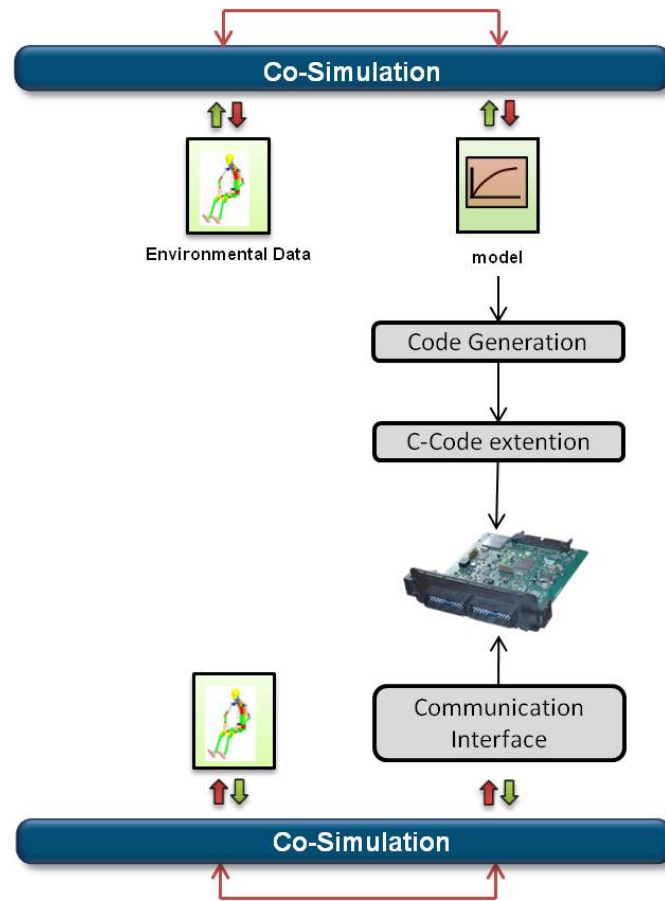 Co-Simulation
Environmental Data
model
Code Generation
C-Code extention
Communication
Interface
Co-Simulation